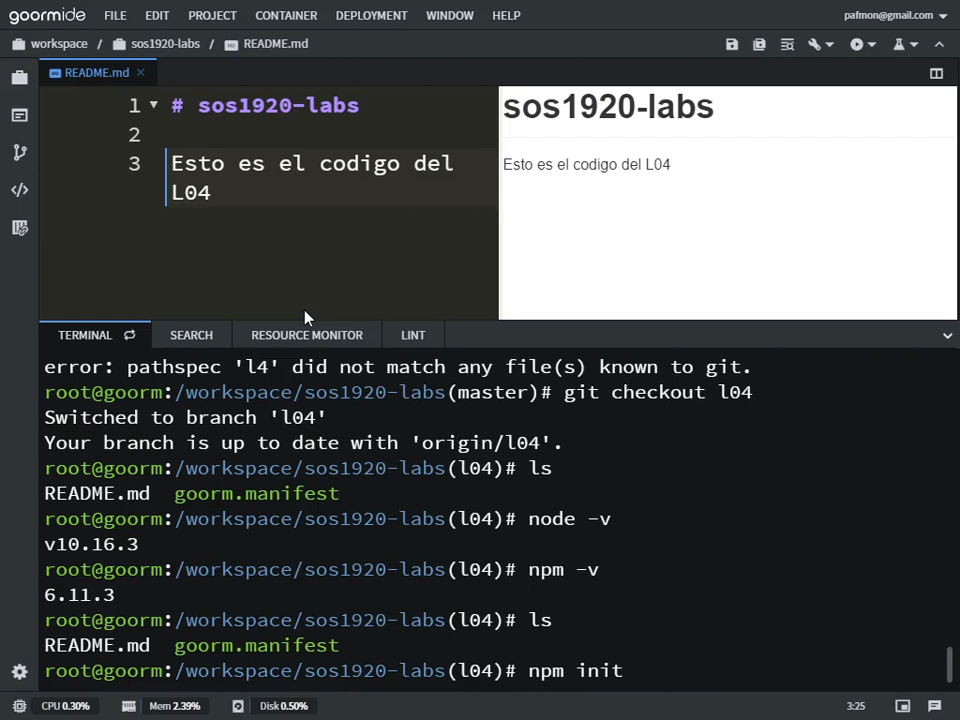 goormide FILE EDIT PROJECT CONTAINER DEPLOYMENT WINDOW HELP pafmon@gmail.com
workspace / sos1920-labs / README.md
README.md
1 # sos1920-labs
2
3 Esto es el codigo del
L04
sos1920-labs
Esto es el codigo del L04
TERMINAL SEARCH RESOURCE MONITOR LINT
error: pathspec 'l4' did not match any file(s) known to git.
root@goorm:/workspace/sos1920-labs(master)# git checkout l04
Switched to branch 'l04'
Your branch is up to date with 'origin/l04'.
root@goorm:/workspace/sos1920-labs(l04)# ls
README.md goorm.manifest
root@goorm:/workspace/sos1920-labs(l04)# node -v
v10.16.3
root@goorm:/workspace/sos1920-labs(l04)# npm -v
6.11.3
root@goorm:/workspace/sos1920-labs(l04)# ls
README.md goorm.manifest
root@goorm:/workspace/sos1920-labs(l04)# npm init
CPU 0.30% Mem 2.39% Disk 0.50% 3:25